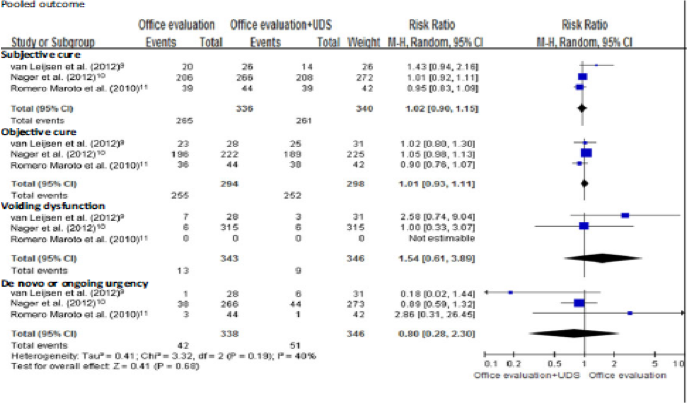 Pooled outcome
Office evaluation Office evaluation+UDS Risk Ratio Risk Ratio
Study or Subgroup Events Total Events Total Weight M-H, Random, 95% CI M-H, Random, 95% CI
Subjective cure
van Leijsen et al. (2012)⁹ 20 26 14 26 1.43 [0.94, 2.16]
Nager et al. (2012)¹⁰ 206 266 208 272 1.01 [0.92, 1.11]
Romero Maroto et al. (2010)¹¹ 39 44 39 42 0.95 [0.83, 1.09]
Total (95% CI) 336 340 1.02 [0.90, 1.15]
Total events 265 261
Objective cure
van Leijsen et al. (2012)⁹ 23 28 25 31 1.02 [0.80, 1.30]
Nager et al. (2012)¹⁰ 196 222 189 225 1.05 [0.98, 1.13]
Romero Maroto et al. (2010)¹¹ 36 44 38 42 0.90 [0.76, 1.07]
Total (95% CI) 294 298 1.01 [0.93, 1.11]
Total events 255 252
Voiding dysfunction
van Leijsen et al. (2012)⁹ 7 28 3 31 2.58 [0.74, 9.04]
Nager et al. (2012)¹⁰ 6 315 6 315 1.00 [0.33, 3.07]
Romero Maroto et al. (2010)¹¹ 0 0 0 0 Not estimable
Total (95% CI) 343 346 1.54 [0.61, 3.89]
Total events 13 9
De novo or ongoing urgency
van Leijsen et al. (2012)⁹ 1 28 6 31 0.18 [0.02, 1.44]
Nager et al. (2012)¹⁰ 38 266 44 273 0.89 [0.59, 1.32]
Romero Maroto et al. (2010)¹¹ 3 44 1 42 2.86 [0.31, 26.45]
Total (95% CI) 338 346 0.80 [0.28, 2.30]
Total events 42 51
Heterogeneity: Tau² = 0.41; Chi² = 3.32, df = 2 (P = 0.19); I² = 40%
Test for overall effect: Z = 0.41 (P = 0.68)
0.1 0.2 0.5 1 2 5 10
Office evaluation+UDS Office evaluation